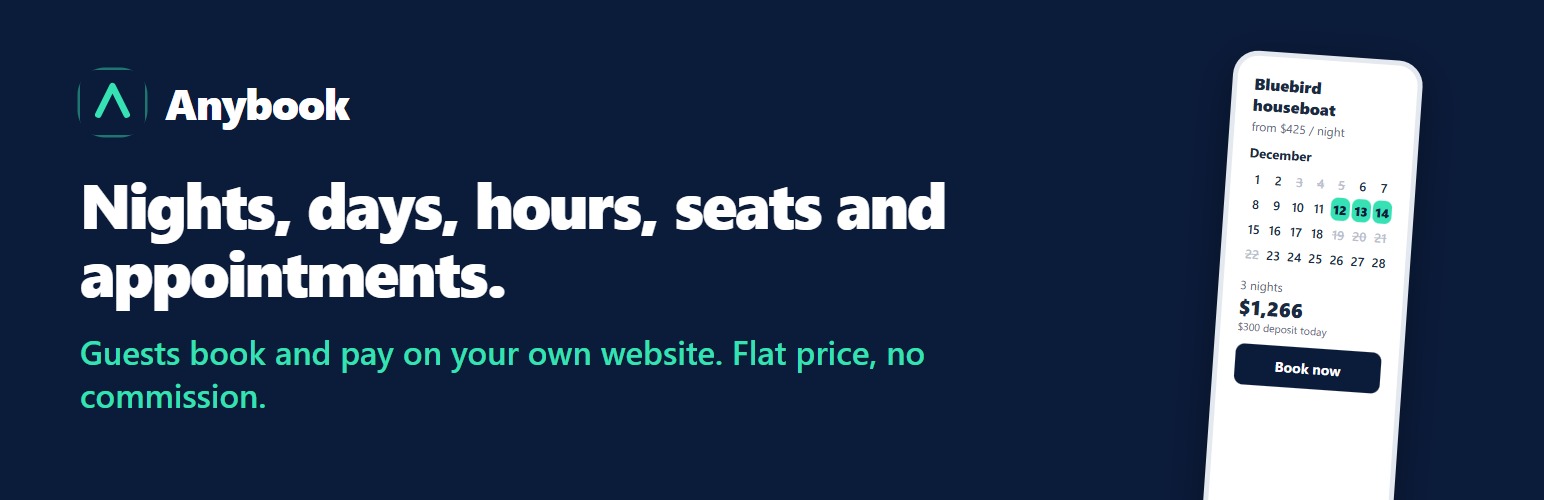 Anybook
Nights, days, hours, seats and
appointments.
Guests book and pay on your own website. Flat price, no
commission.
Bluebird
houseboat
from $425 / night
December
1 2 3 4 5 6 7
8 9 10 11 12 13 14
15 16 17 18 19 20 21
22 23 24 25 26 27 28
3 nights
$1,266
$300 deposit today
Book now